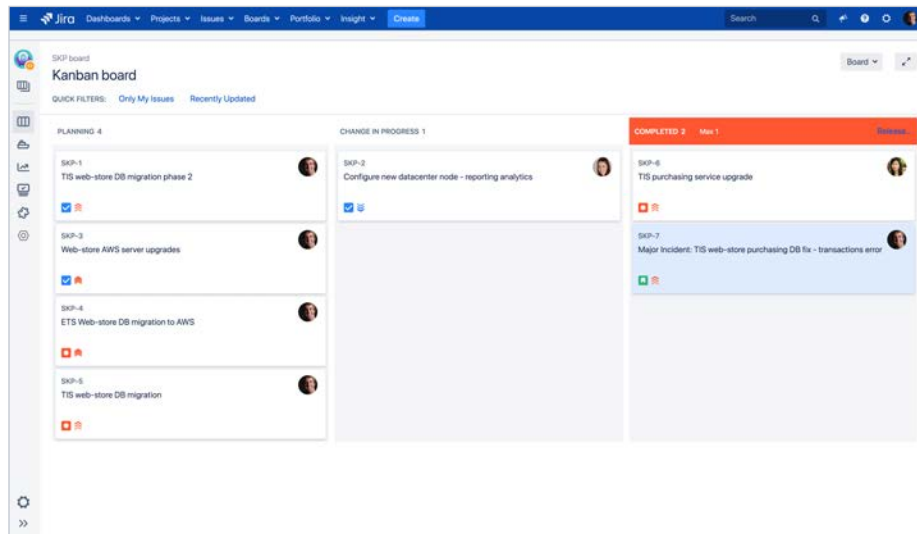 Jira Dashboards Projects Issues Boards Portfolio Insight Create Search
SKP board
Kanban board
Board
QUICK FILTERS: Only My Issues Recently Updated
PLANNING 4
CHANGE IN PROGRESS 1
COMPLETED 2 Max 1 Release...
SKP-1
TIS web-store DB migration phase 2
SKP-2
Configure new datacenter node - reporting analytics
SKP-6
TIS purchasing service upgrade
SKP-3
Web-store AWS server upgrades
SKP-7
Major Incident: TIS web-store purchasing DB fix - transactions error
SKP-4
ETS Web-store DB migration to AWS
SKP-5
TIS web-store DB migration